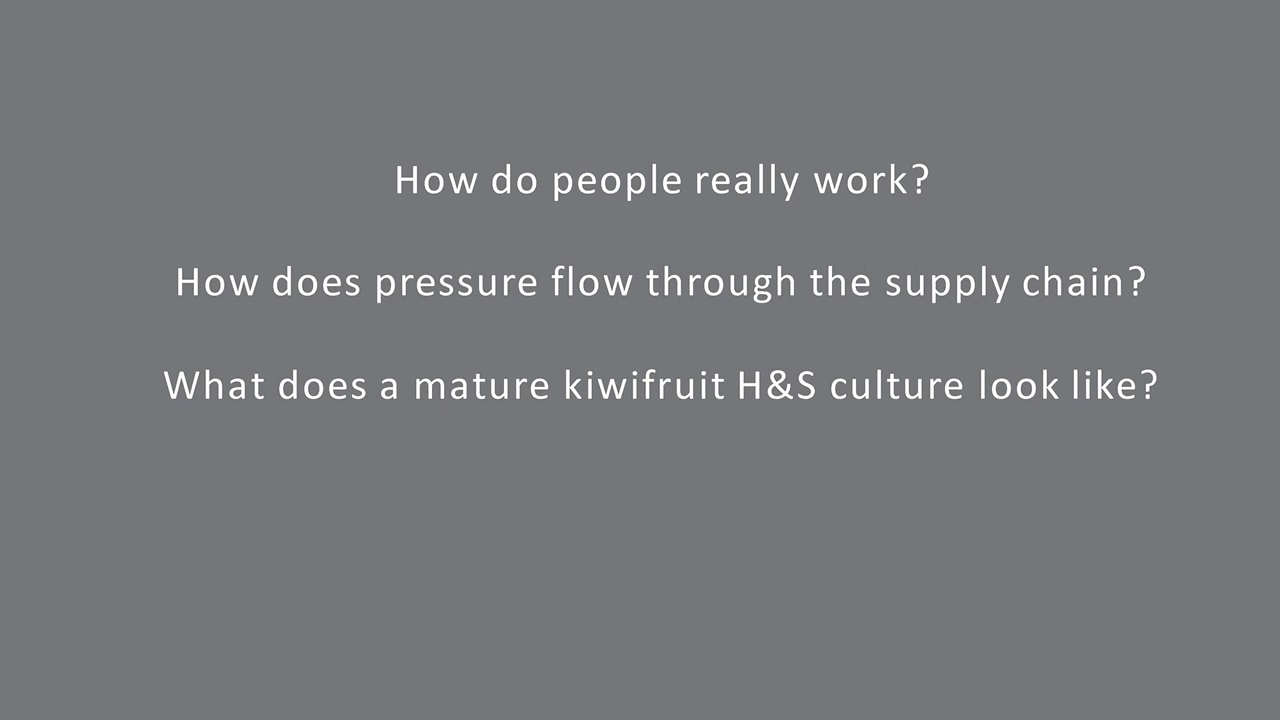 How do people really work?
How does pressure flow through the supply chain?
What does a mature kiwifruit H&S culture look like?